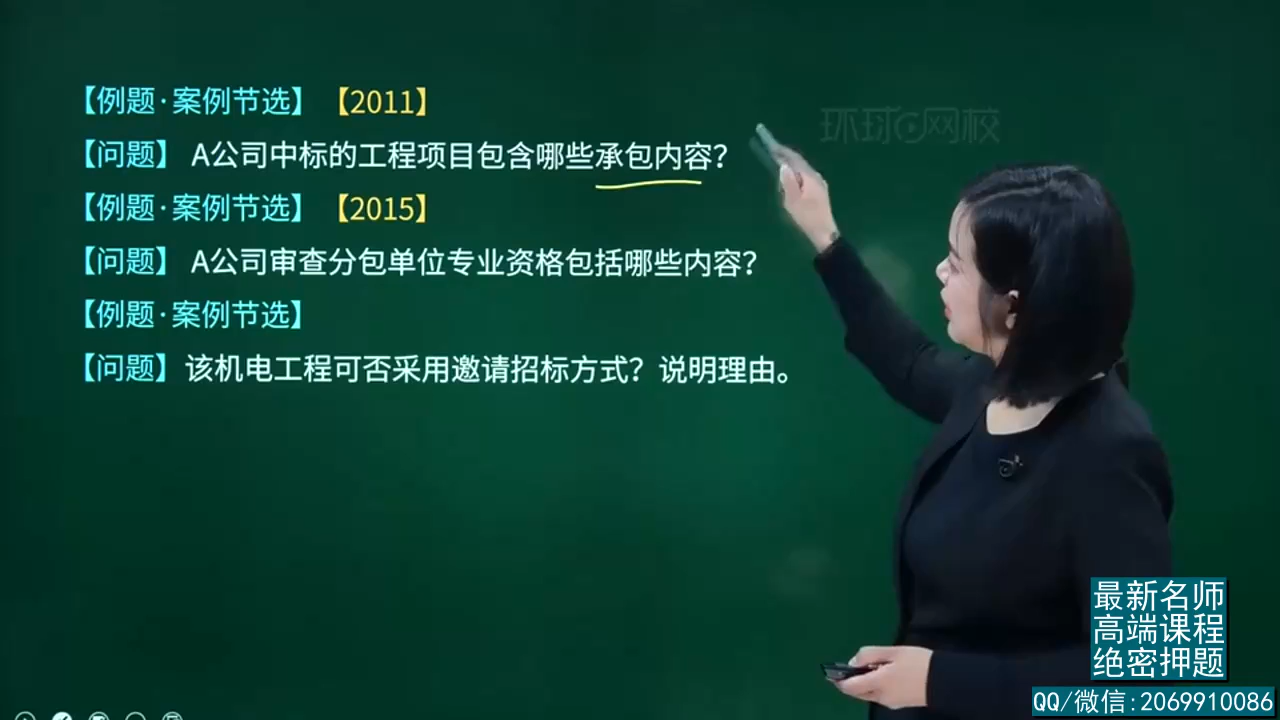 【例题·案例节选】【2011】
【问题】 A公司中标的工程项目包含哪些承包内容？
【例题·案例节选】【2015】
【问题】 A公司审查分包单位专业资格包括哪些内容？
【例题·案例节选】
【问题】该机电工程可否采用邀请招标方式？说明理由。
环球网校
最新名师
高端课程
绝密押题
QQ/微信:2069910086